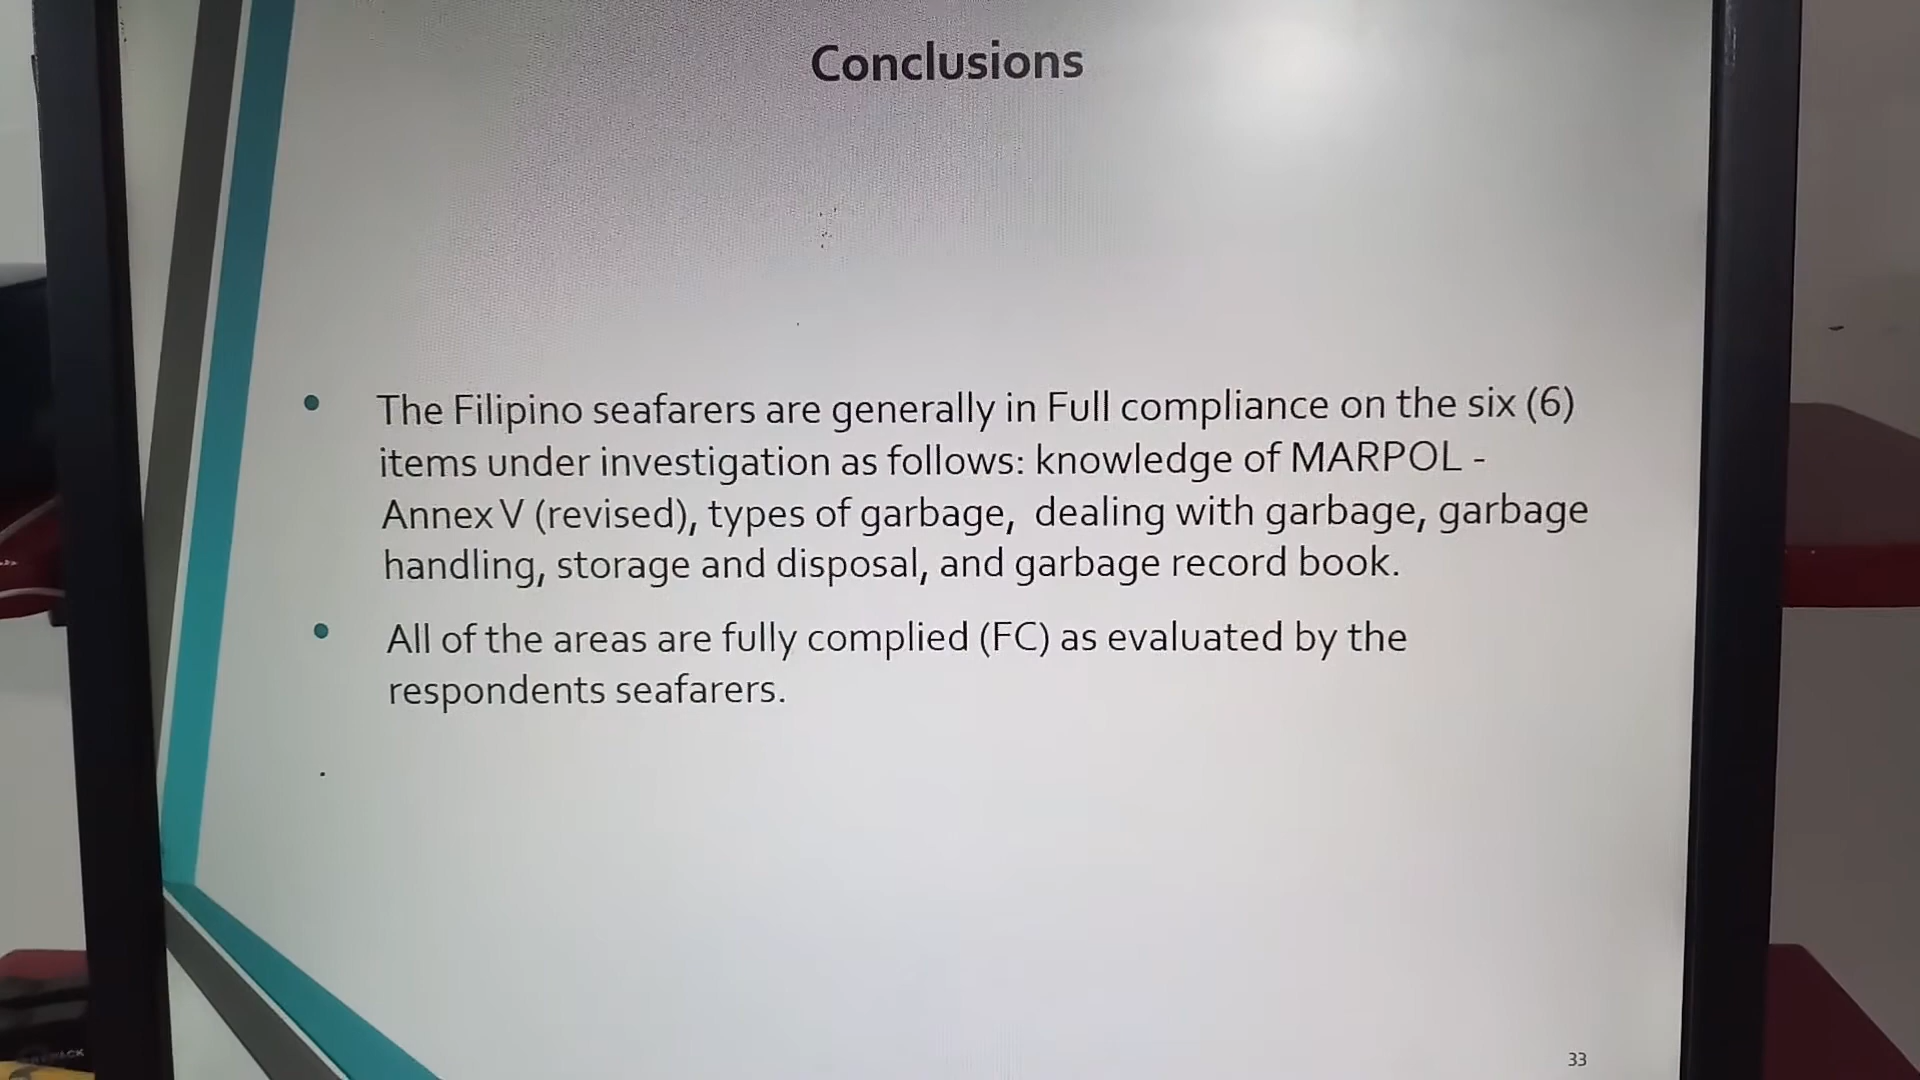 Conclusions
• The Filipino seafarers are generally in Full compliance on the six (6)
items under investigation as follows: knowledge of MARPOL -
Annex V (revised), types of garbage, dealing with garbage, garbage
handling, storage and disposal, and garbage record book.
• All of the areas are fully complied (FC) as evaluated by the
respondents seafarers.
33